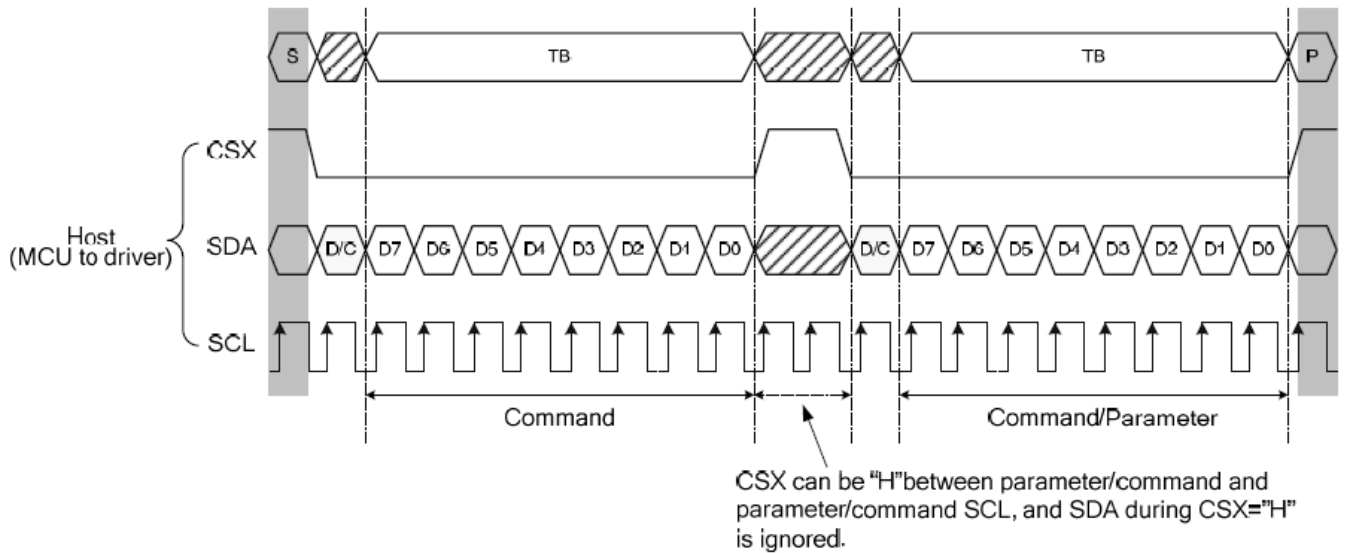 S TB TB P
CSX
Host
(MCU to driver)
SDA D/C D7 D6 D5 D4 D3 D2 D1 D0 D/C D7 D6 D5 D4 D3 D2 D1 D0
SCL
Command Command/Parameter
CSX can be “H”between parameter/command and
parameter/command SCL, and SDA during CSX=”H”
is ignored.